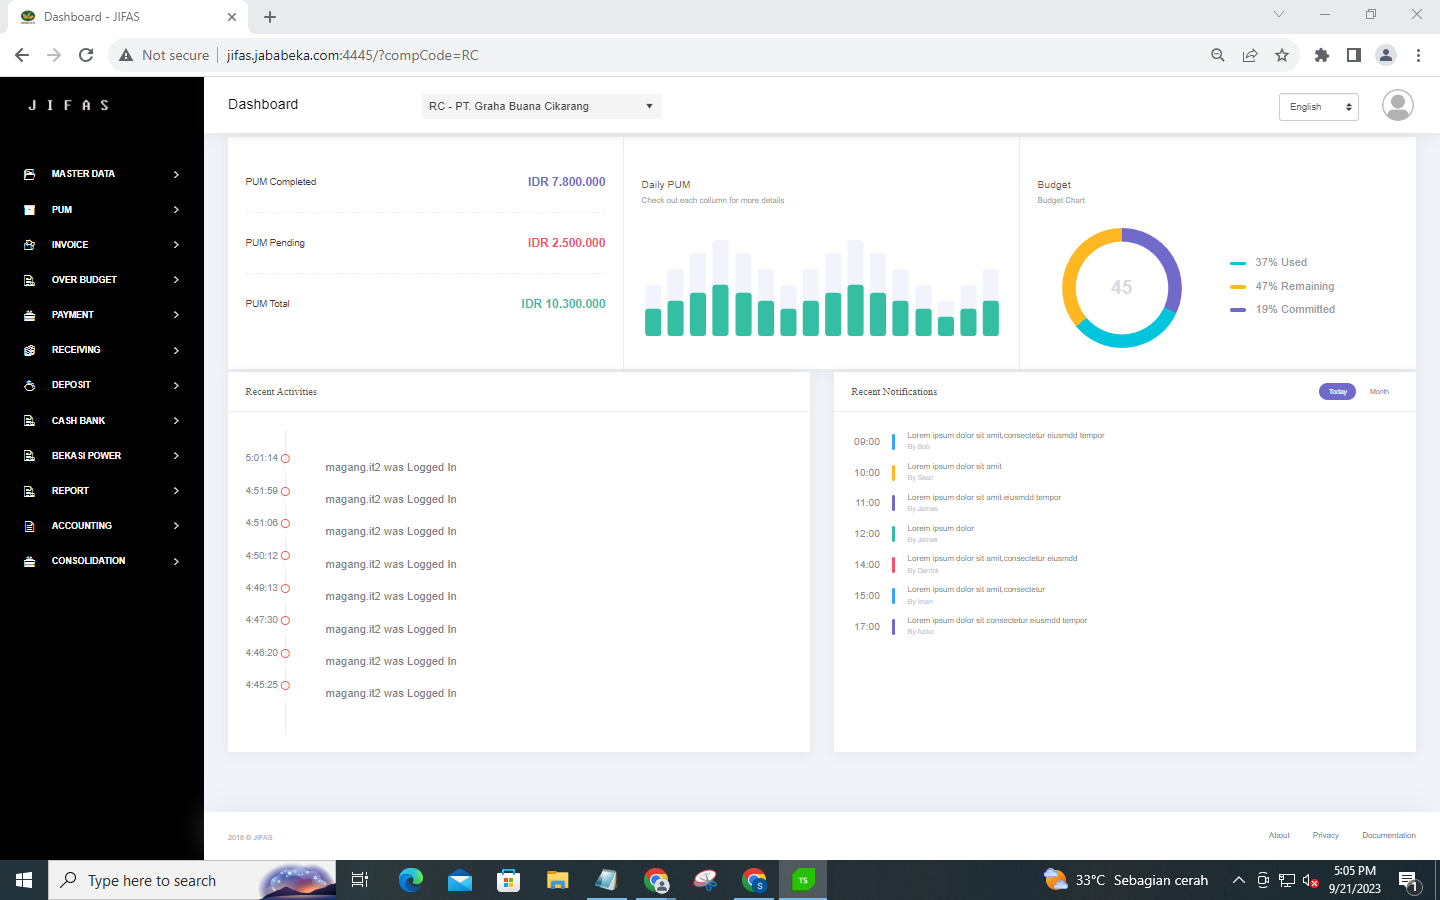 Dashboard - JIFAS
Not secure
jifas.jababeka.com:4445/?compCode=RC
JIFAS
Dashboard
RC - PT. Graha Buana Cikarang
English
MASTER DATA
PUM
INVOICE
OVER BUDGET
PAYMENT
RECEIVING
DEPOSIT
CASH BANK
BEKASI POWER
REPORT
ACCOUNTING
CONSOLIDATION
PUM Completed
IDR 7.800.000
PUM Pending
IDR 2.500.000
PUM Total
IDR 10.300.000
Daily PUM
Check out each collumn for more details
Budget
Budget Chart
45
37% Used
47% Remaining
19% Committed
Recent Activities
5:01:14
magang.it2 was Logged In
4:51:59
magang.it2 was Logged In
4:51:06
magang.it2 was Logged In
4:50:12
magang.it2 was Logged In
4:49:13
magang.it2 was Logged In
4:47:30
magang.it2 was Logged In
4:46:20
magang.it2 was Logged In
4:45:25
magang.it2 was Logged In
Recent Notifications
Today
Month
09:00
Lorem ipsum dolor sit amit,consectetur eiusmdd tempor
By Bob
10:00
Lorem ipsum dolor sit amit
By Sean
11:00
Lorem ipsum dolor sit amit eiusmdd tempor
By James
12:00
Lorem ipsum dolor
By James
14:00
Lorem ipsum dolor sit amit,consectetur eiusmdd
By Derrick
15:00
Lorem ipsum dolor sit amit,consectetur
By Iman
17:00
Lorem ipsum dolor sit consectetur eiusmdd tempor
By Aziko
2018 © JIFAS
About
Privacy
Documentation
Type here to search
S
TS
33°C Sebagian cerah
5:05 PM
9/21/2023
1